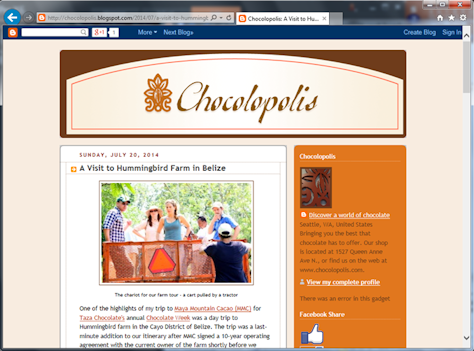 http://chocolopolis.blogspot.com/2014/07/a-visit-to-hummingb
Chocolopolis: A Visit to Hu...
g+1
1
More
Next Blog»
Create Blog
Sign In
Chocolopolis
SUNDAY, JULY 20, 2014
A Visit to Hummingbird Farm in Belize
The chariot for our farm tour - a cart pulled by a tractor
One of the highlights of my trip to Maya Mountain Cacao (MMC) for
Taza Chocolate's annual Chocolate Week was a day trip to
Hummingbird farm in the Cayo District of Belize. The trip was a last-
minute addition to our itinerary after MMC signed a 10-year operating
agreement with the current owner of the farm shortly before we
Chocolopolis
Discover a world of chocolate
Seattle, WA, United States
Bringing you the best that
chocolate has to offer. Our shop
is located at 1527 Queen Anne
Ave N., or find us on the web at
www.chocolopolis.com.
View my complete profile
There was an error in this gadget
Facebook Share